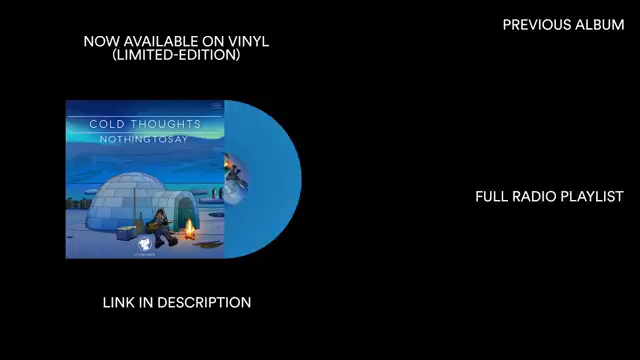 NOW AVAILABLE ON VINYL
(LIMITED-EDITION)
COLD THOUGHTS
NOTHINGTOSAY
LINK IN DESCRIPTION
PREVIOUS ALBUM
FULL RADIO PLAYLIST